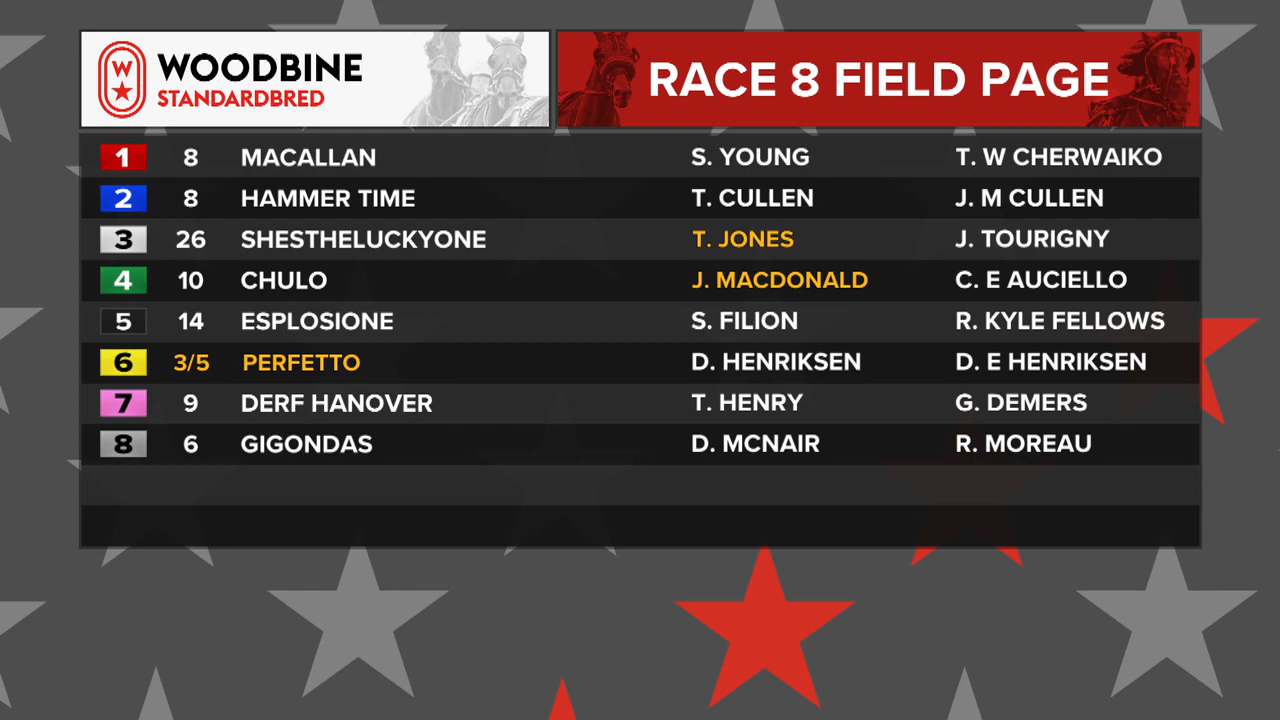 W WOODBINE
STANDARDBRED
RACE 8 FIELD PAGE
1 8 MACALLAN S. YOUNG T. W CHERWAIKO
2 8 HAMMER TIME T. CULLEN J. M CULLEN
3 26 SHESTHELUCKYONE T. JONES J. TOURIGNY
4 10 CHULO J. MACDONALD C. E AUCIELLO
5 14 ESPLOSIONE S. FILION R. KYLE FELLOWS
6 3/5 PERFETTO D. HENRIKSEN D. E HENRIKSEN
7 9 DERF HANOVER T. HENRY G. DEMERS
8 6 GIGONDAS D. MCNAIR R. MOREAU